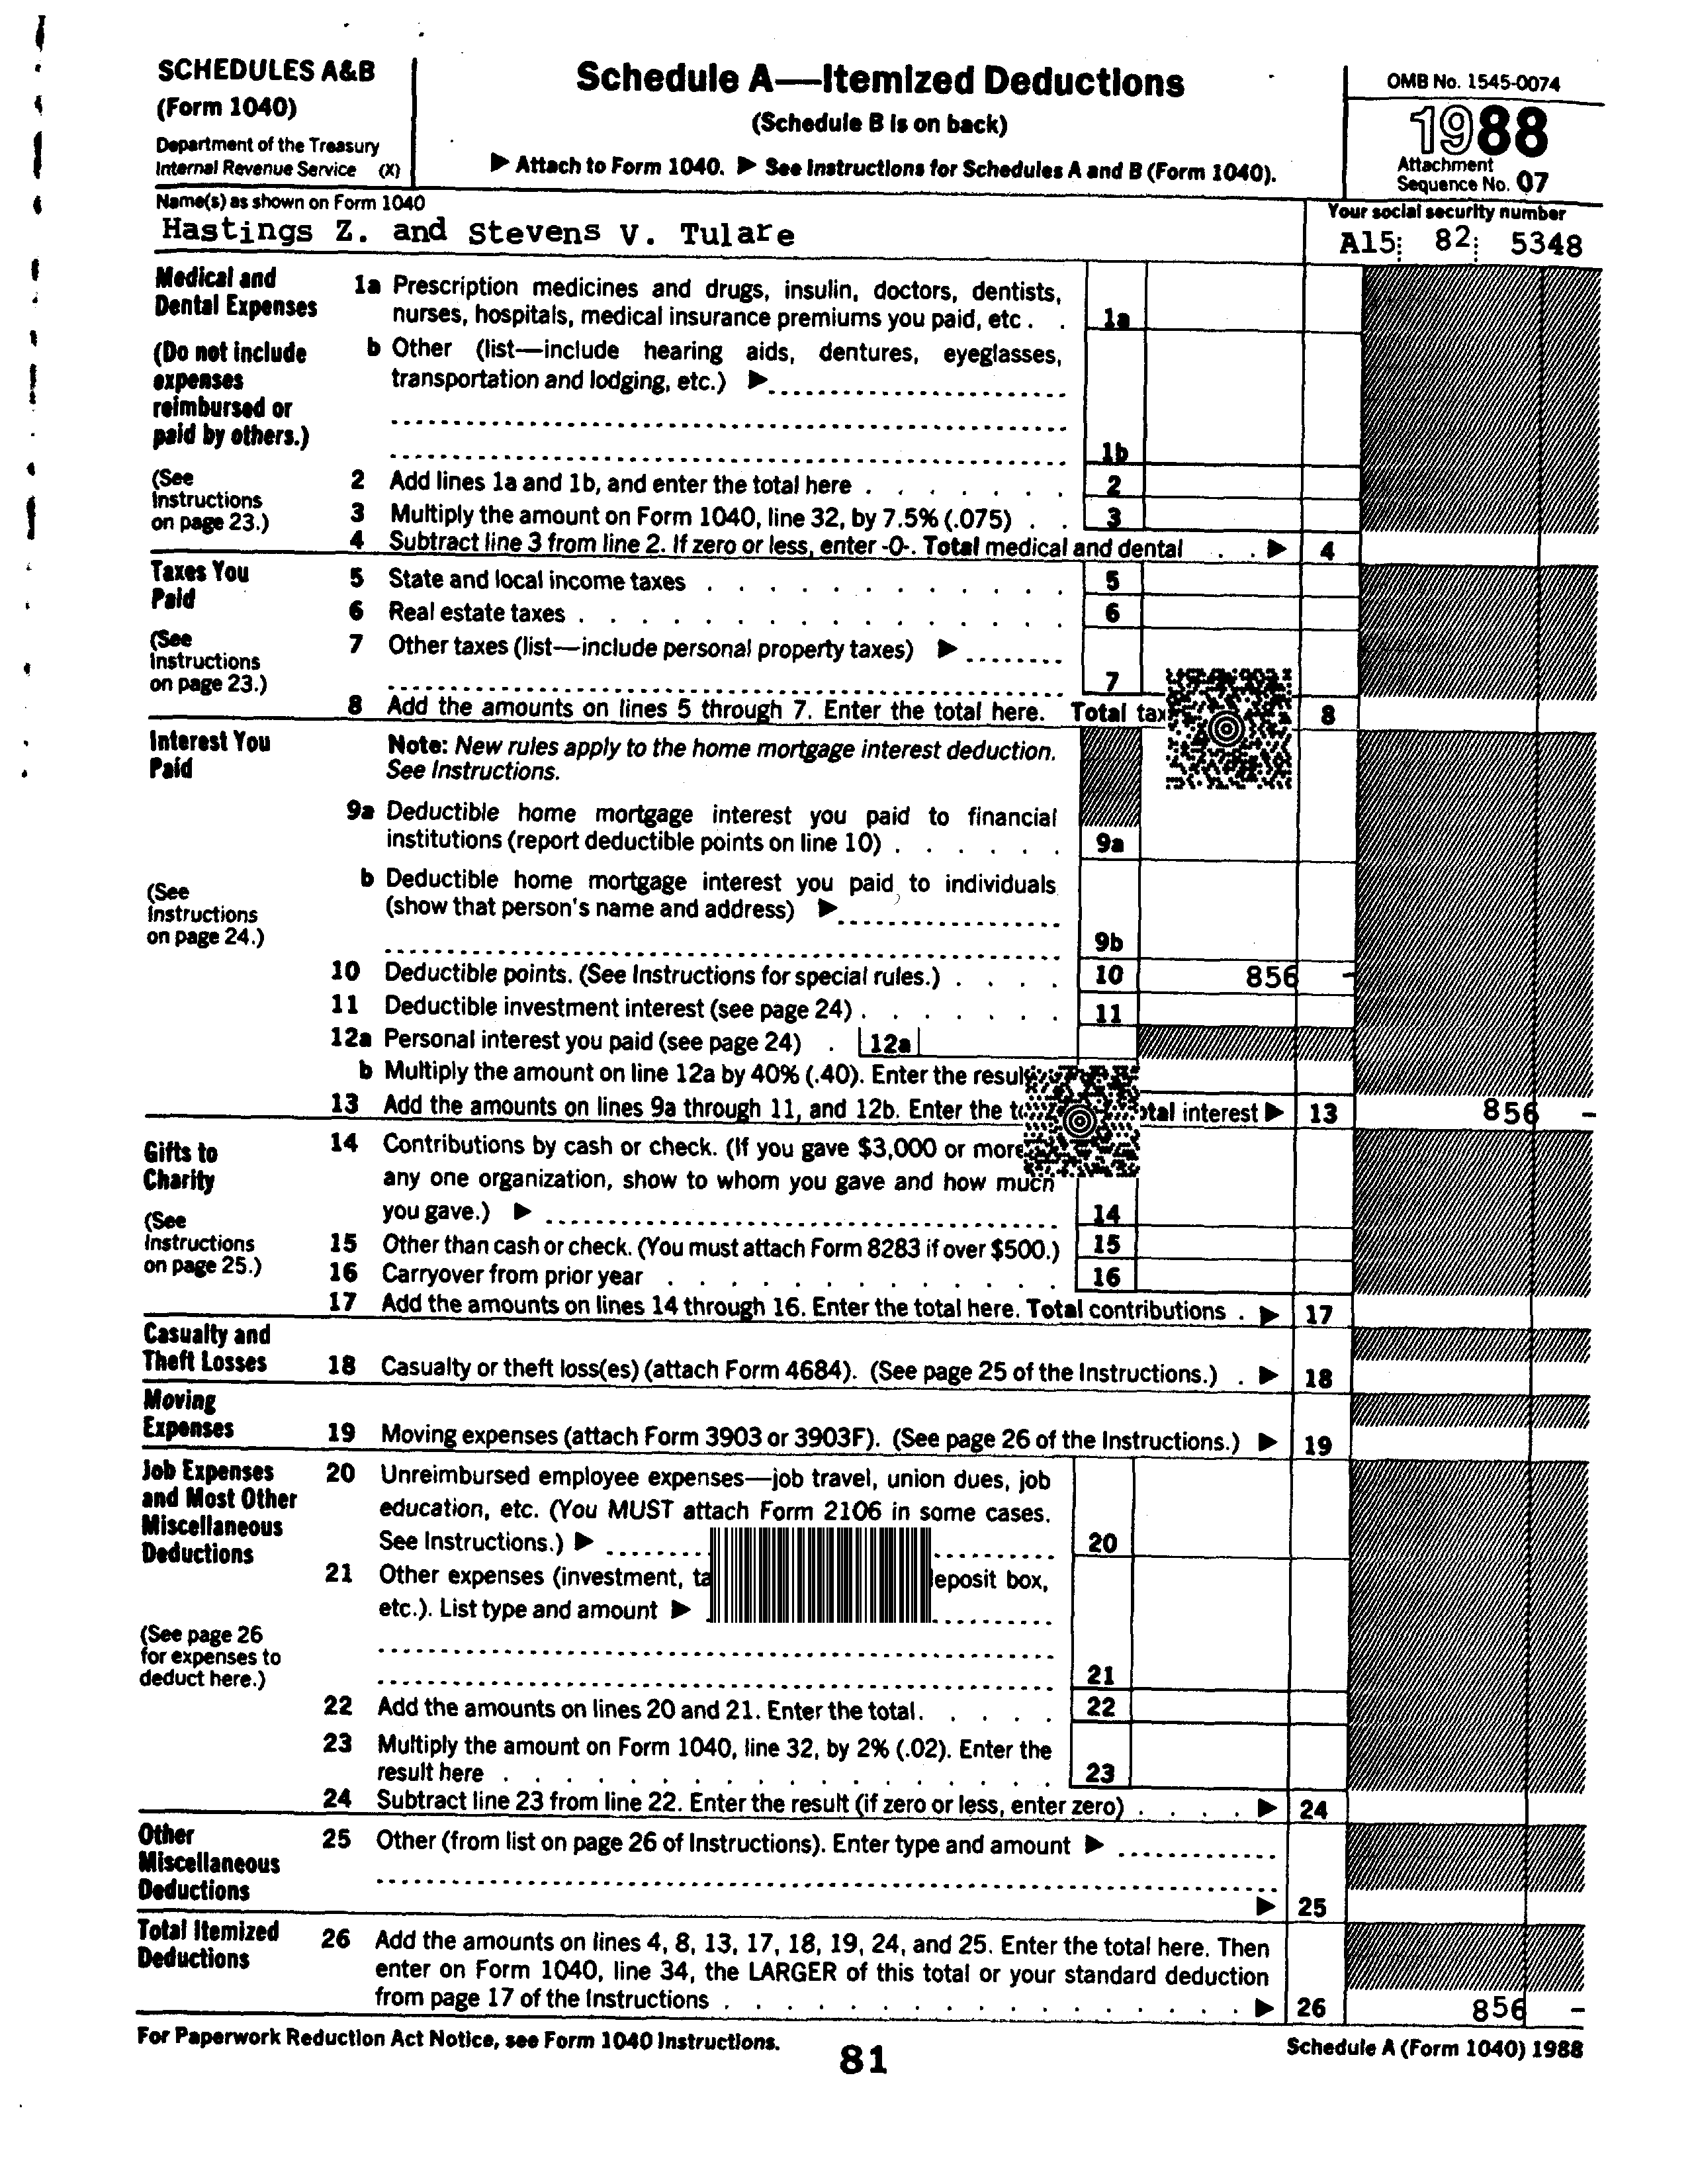 SCHEDULES A&B
(Form 1040)
Department of the Treasury
Internal Revenue Service (X)
Schedule A—Itemized Deductions
(Schedule B is on back)
▶ Attach to Form 1040. ▶ See Instructions for Schedules A and B (Form 1040).
OMB No. 1545-0074
1988
Attachment
Sequence No. 07
Name(s) as shown on Form 1040
Hastings Z. and Stevens V. Tulare
Your social security number
A15 82 5348
Medical and
Dental Expenses
(Do not include
expenses
reimbursed or
paid by others.)
(See
Instructions
on page 23.)
1a Prescription medicines and drugs, insulin, doctors, dentists,
nurses, hospitals, medical insurance premiums you paid, etc . . 1a
b Other (list—include hearing aids, dentures, eyeglasses,
transportation and lodging, etc.) ▶
1b
2 Add lines 1a and 1b, and enter the total here . . . . . . . 2
3 Multiply the amount on Form 1040, line 32, by 7.5% (.075) . . 3
4 Subtract line 3 from line 2. If zero or less, enter -0-. Total medical and dental . . ▶ 4
Taxes You
Paid
(See
Instructions
on page 23.)
5 State and local income taxes . . . . . . . . . . . 5
6 Real estate taxes . . . . . . . . . . . . . . . 6
7 Other taxes (list—include personal property taxes) ▶
7
8 Add the amounts on lines 5 through 7. Enter the total here. Total tax 8
Interest You
Paid
(See
Instructions
on page 24.)
Note: New rules apply to the home mortgage interest deduction.
See Instructions.
9a Deductible home mortgage interest you paid to financial
institutions (report deductible points on line 10) . . . . . . 9a
b Deductible home mortgage interest you paid to individuals
(show that person's name and address) ▶
9b
10 Deductible points. (See Instructions for special rules.) . . . . 10 856 -
11 Deductible investment interest (see page 24) . . . . . . . 11
12a Personal interest you paid (see page 24) . 12a
b Multiply the amount on line 12a by 40% (.40). Enter the result
13 Add the amounts on lines 9a through 11, and 12b. Enter the total interest ▶ 13 856 -
Gifts to
Charity
(See
Instructions
on page 25.)
14 Contributions by cash or check. (If you gave $3,000 or more
any one organization, show to whom you gave and how much
you gave.) ▶ 14
15 Other than cash or check. (You must attach Form 8283 if over $500.) 15
16 Carryover from prior year . . . . . . . . . . . . . 16
17 Add the amounts on lines 14 through 16. Enter the total here. Total contributions . ▶ 17
Casualty and
Theft Losses
18 Casualty or theft loss(es) (attach Form 4684). (See page 25 of the Instructions.) . ▶ 18
Moving
Expenses
19 Moving expenses (attach Form 3903 or 3903F). (See page 26 of the Instructions.) ▶ 19
Job Expenses
and Most Other
Miscellaneous
Deductions
(See page 26
for expenses to
deduct here.)
20 Unreimbursed employee expenses—job travel, union dues, job
education, etc. (You MUST attach Form 2106 in some cases.
See Instructions.) ▶ 20
21 Other expenses (investment, ta eposit box,
etc.). List type and amount ▶
21
22 Add the amounts on lines 20 and 21. Enter the total. . . . . 22
23 Multiply the amount on Form 1040, line 32, by 2% (.02). Enter the
result here . . . . . . . . . . . . . . . . . 23
24 Subtract line 23 from line 22. Enter the result (if zero or less, enter zero) . . . . ▶ 24
Other
Miscellaneous
Deductions
25 Other (from list on page 26 of Instructions). Enter type and amount ▶
▶ 25
Total Itemized
Deductions
26 Add the amounts on lines 4, 8, 13, 17, 18, 19, 24, and 25. Enter the total here. Then
enter on Form 1040, line 34, the LARGER of this total or your standard deduction
from page 17 of the Instructions . . . . . . . . . . . . . . . . ▶ 26 856 -
For Paperwork Reduction Act Notice, see Form 1040 Instructions.
81
Schedule A (Form 1040) 1988